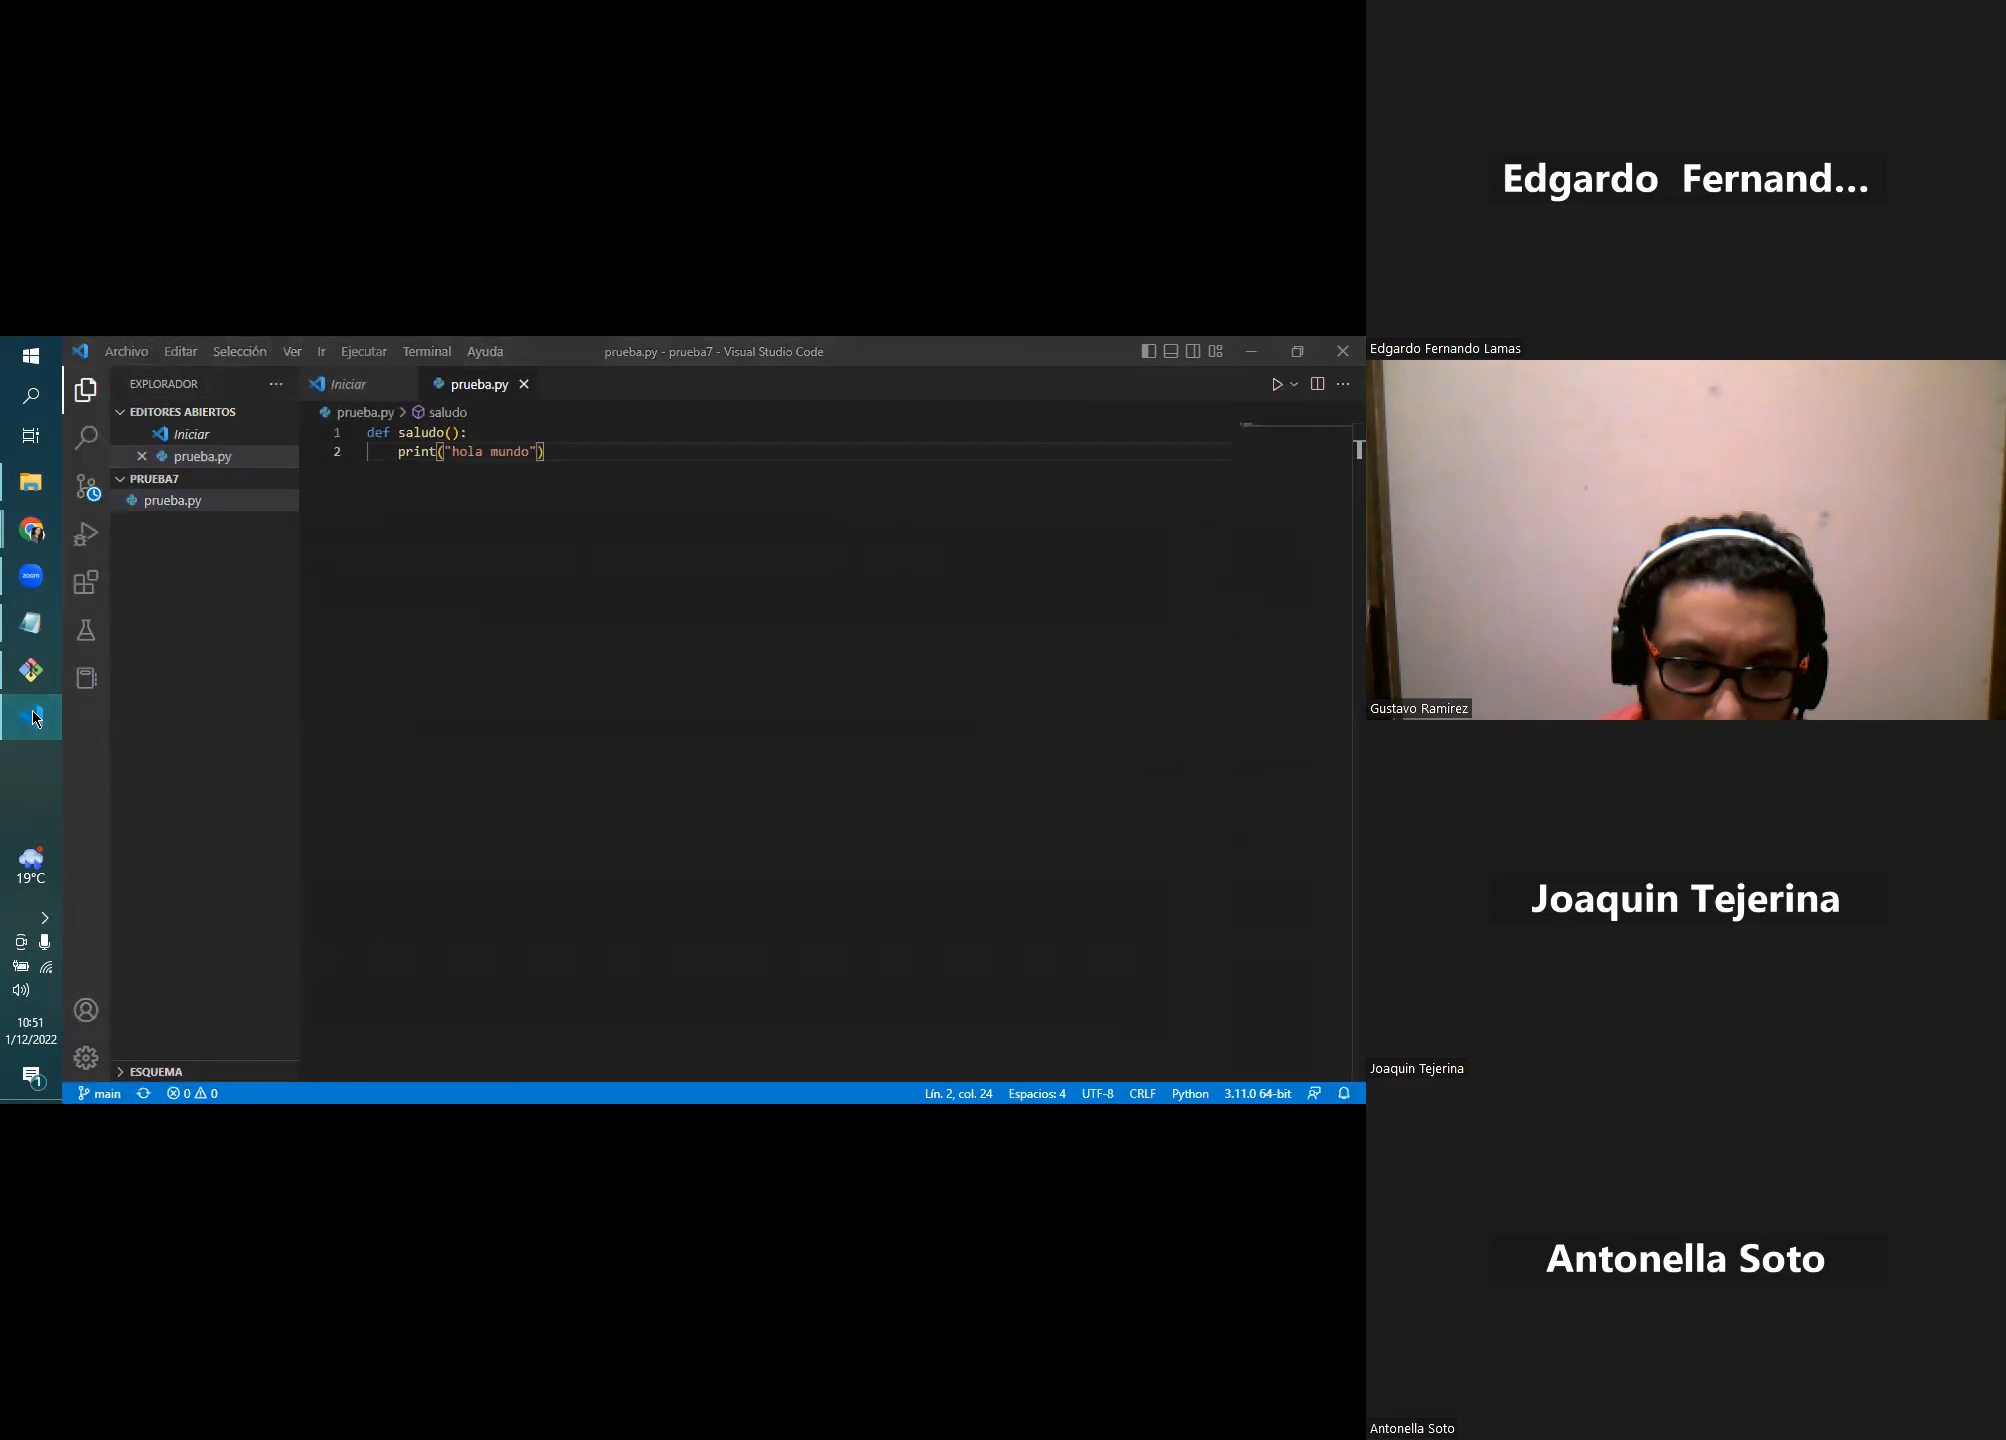 Archivo Editar Selección Ver Ir Ejecutar Terminal Ayuda
prueba.py - prueba7 - Visual Studio Code
EXPLORADOR
Iniciar
prueba.py
EDITORES ABIERTOS
Iniciar
prueba.py
PRUEBA7
prueba.py
prueba.py > saludo
1 def saludo():
2 print("hola mundo")
zoom
19°C
10:51
1/12/2022
1
ESQUEMA
main
0 0
Lín. 2, col. 24
Espacios: 4
UTF-8
CRLF
Python
3.11.0 64-bit
Edgardo Fernand...
Edgardo Fernando Lamas
Gustavo Ramirez
Joaquin Tejerina
Joaquin Tejerina
Antonella Soto
Antonella Soto